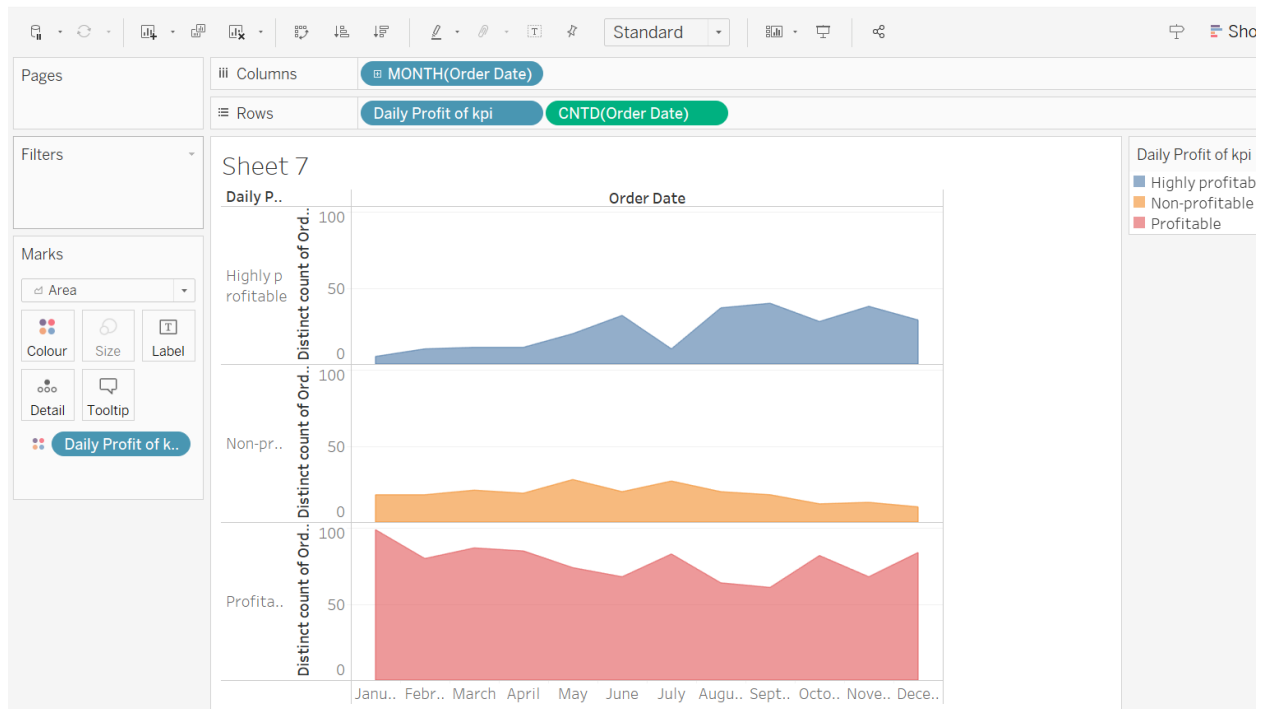 Standard
Sho
Pages
Columns
MONTH(Order Date)
Rows
Daily Profit of kpi
CNTD(Order Date)
Filters
Marks
Area
Colour
Size
Label
Detail
Tooltip
Daily Profit of k..
Sheet 7
Daily P..
Order Date
Highly p
rofitable
Distinct count of Ord..
100
50
0
Non-pr..
Distinct count of Ord..
100
50
0
Profita..
Distinct count of Ord..
100
50
0
Janu.. Febr.. March April May June July Augu.. Sept.. Octo.. Nove.. Dece..
Daily Profit of kpi
Highly profitab
Non-profitable
Profitable